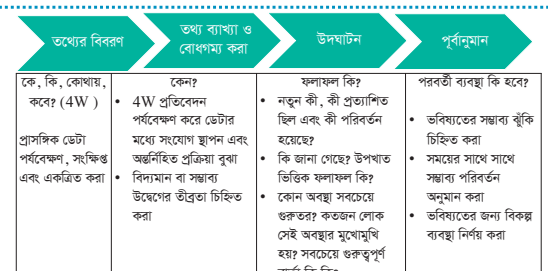 তথ্যের বিবরণ
তথ্য ব্যাখ্যা ও
বোধগম্য করা
উদঘাটন
পূর্বানুমান
কে, কি, কোথায়,
কবে? (4W )
প্রাসঙ্গিক ডেটা
পর্যবেক্ষণ, সংক্ষিপ্ত
এবং একত্রিত করা
কেন?
• 4W প্রতিবেদন
পর্যবেক্ষণ করে ডেটার
মধ্যে সংযোগ স্থাপন এবং
অন্তর্নিহিত প্রক্রিয়া বুঝা
• বিদ্যমান বা সম্ভাব্য
উদ্বেগের তীব্রতা চিহ্নিত
করা
ফলাফল কি?
• নতুন কী, কী প্রত্যাশিত
ছিল এবং কী পরিবর্তন
হয়েছে?
• কি জানা গেছে? উপখাত
ভিত্তিক ফলাফল কি?
• কোন অবস্থা সবচেয়ে
গুরুতর? কতজন লোক
সেই অবস্থার মুখোমুখি
হয়? সবচেয়ে গুরুত্বপূর্ণ
পরবর্তী ব্যবস্থা কি হবে?
• ভবিষ্যতের সম্ভাব্য ঝুঁকি
চিহ্নিত করা
• সময়ের সাথে সাথে
সম্ভাব্য পরিবর্তন
অনুমান করা
• ভবিষ্যতের জন্য বিকল্প
ব্যবস্থা নির্ণয় করা